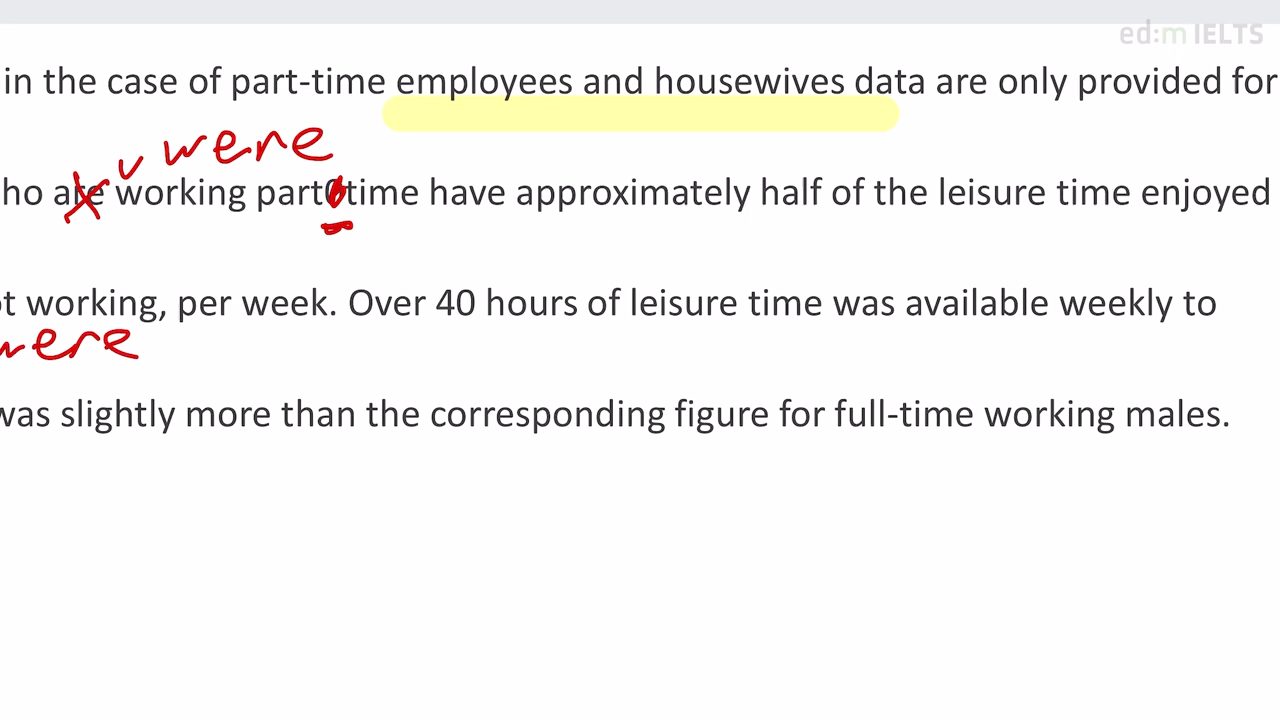 ed:m IELTS
in the case of part-time employees and housewives data are only provided for
were
ho are working part0time have approximately half of the leisure time enjoyed
ot working, per week. Over 40 hours of leisure time was available weekly to
were
was slightly more than the corresponding figure for full-time working males.